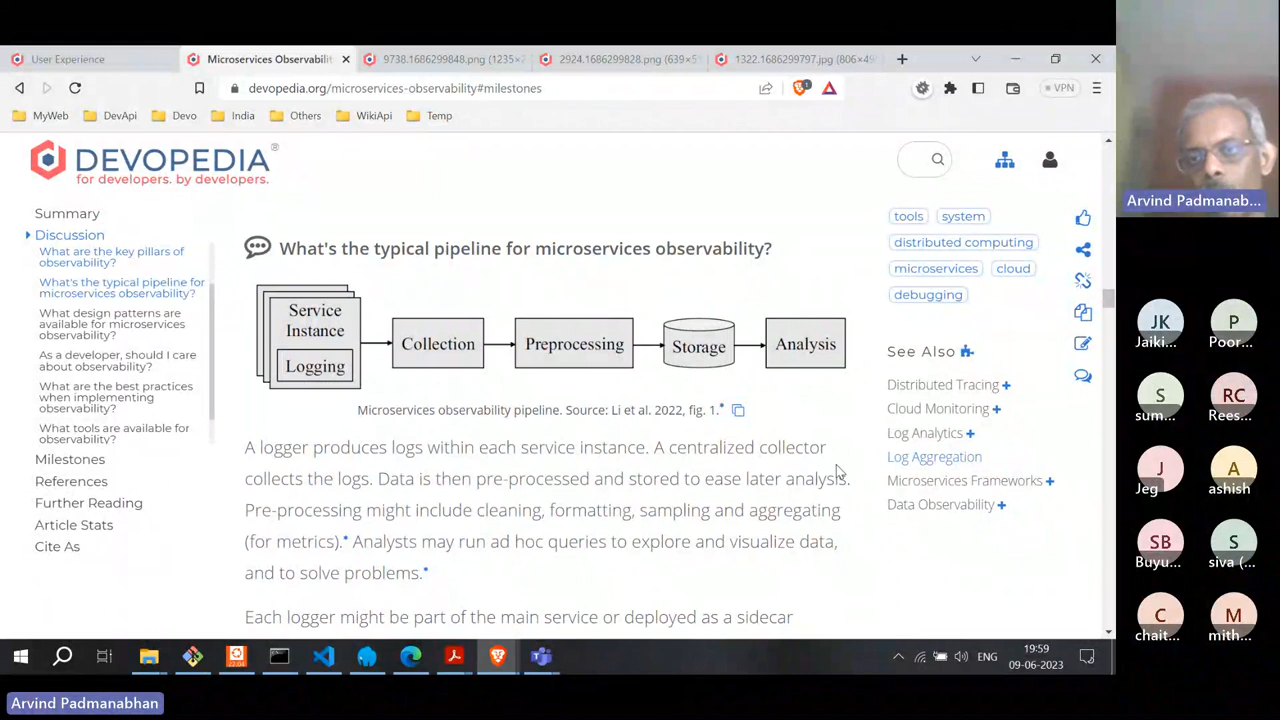 User Experience
Microservices Observabilit
9738.1686299848.png (1235×2
2924.1686299828.png (639×5
1322.1686299797.jpg (806×49
devopedia.org/microservices-observability#milestones
1
VPN
MyWeb
DevApi
Devo
India
Others
WikiApi
Temp
DEVOPEDIA®
for developers. by developers.
Summary
Discussion
What are the key pillars of
observability?
What's the typical pipeline for
microservices observability?
What design patterns are
available for microservices
observability?
As a developer, should I care
about observability?
What are the best practices
when implementing
observability?
What tools are available for
observability?
Milestones
References
Further Reading
Article Stats
Cite As
What's the typical pipeline for microservices observability?
Service
Instance
Logging
Collection
Preprocessing
Storage
Analysis
Microservices observability pipeline. Source: Li et al. 2022, fig. 1.*
A logger produces logs within each service instance. A centralized collector
collects the logs. Data is then pre-processed and stored to ease later analysis.
Pre-processing might include cleaning, formatting, sampling and aggregating
(for metrics).* Analysts may run ad hoc queries to explore and visualize data,
and to solve problems.*
Each logger might be part of the main service or deployed as a sidecar
tools
system
distributed computing
microservices
cloud
debugging
See Also
Distributed Tracing +
Cloud Monitoring +
Log Analytics +
Log Aggregation
Microservices Frameworks +
Data Observability +
22.04
ENG
19:59
09-06-2023
Arvind Padmanab...
JK
Jaiki...
P
Poor...
S
sum...
RC
Rees...
J
Jeg
A
ashish
SB
Buyu...
S
siva (...
C
chait...
M
mith...
Arvind Padmanabhan